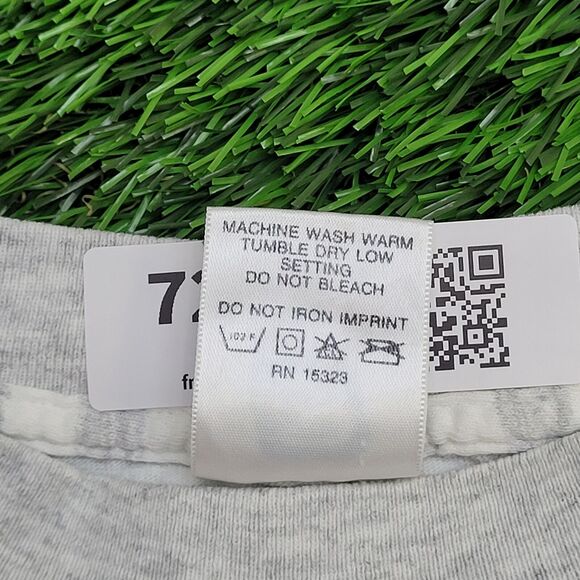 MACHINE WASH WARM
TUMBLE DRY LOW
SETTING
DO NOT BLEACH
DO NOT IRON IMPRINT
RN 15323